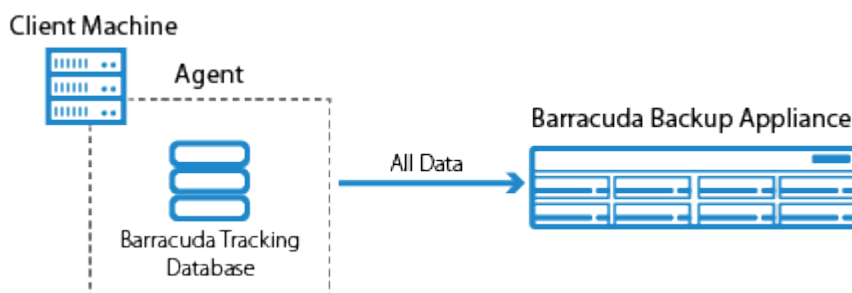 Client Machine
Agent
Barracuda Backup Appliance
All Data
Barracuda Tracking
Database